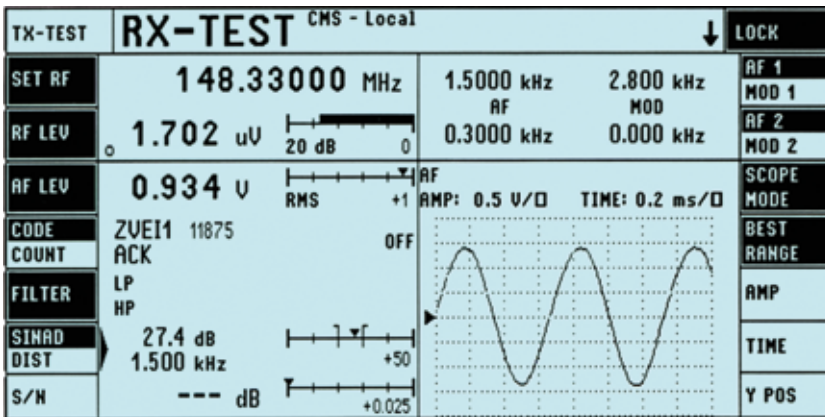 TX-TEST
RX-TEST CMS - Local
LOCK
SET RF
148.33000 MHz
1.5000 kHz 2.800 kHz
AF MOD
0.3000 kHz 0.000 kHz
AF 1
MOD 1
RF LEV
1.702 uV
20 dB 0
AF 2
MOD 2
AF LEV
0.934 V
RMS +1
AF
AMP: 0.5 V/□ TIME: 0.2 ms/□
SCOPE
MODE
CODE
COUNT
ZVEI1 11875
ACK
OFF
BEST
RANGE
FILTER
LP
HP
AMP
SINAD
DIST
27.4 dB
1.500 kHz
+50
TIME
S/N
--- dB
+0.025
Y POS